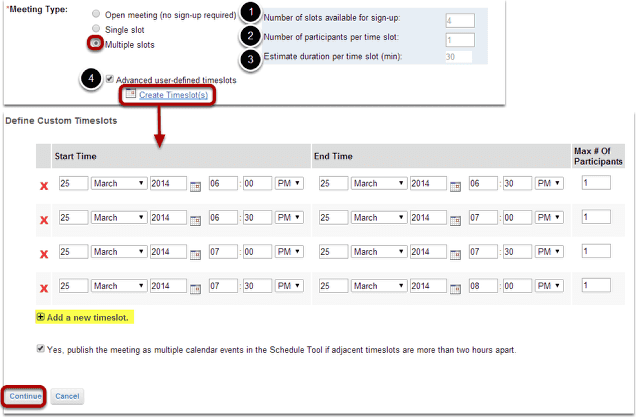 *Meeting Type:
Open meeting (no sign-up required)
Single slot
Multiple slots
1 Number of slots available for sign-up: 4
2 Number of participants per time slot: 1
3 Estimate duration per time slot (min): 30
4 Advanced user-defined timeslots
Create Timeslot(s)
Define Custom Timeslots
Start Time End Time Max # Of Participants
X 25 March 2014 06 : 00 PM 25 March 2014 06 : 30 PM 1
X 25 March 2014 06 : 30 PM 25 March 2014 07 : 00 PM 1
X 25 March 2014 07 : 00 PM 25 March 2014 07 : 30 PM 1
X 25 March 2014 07 : 30 PM 25 March 2014 08 : 00 PM 1
Add a new timeslot.
Yes, publish the meeting as multiple calendar events in the Schedule Tool if adjacent timeslots are more than two hours apart.
Continue Cancel